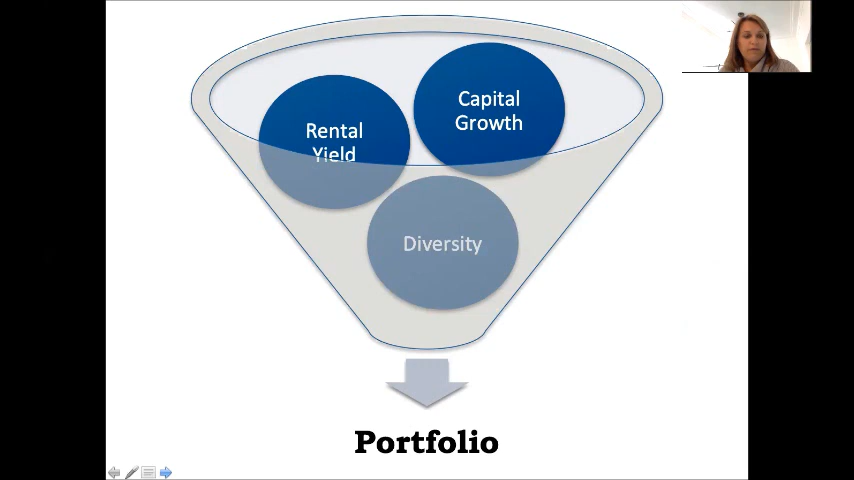 Capital
Growth
Rental
Yield
Diversity
Portfolio